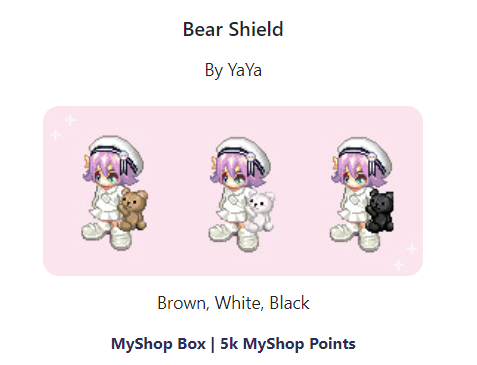 Bear Shield
By YaYa
Brown, White, Black
MyShop Box | 5k MyShop Points